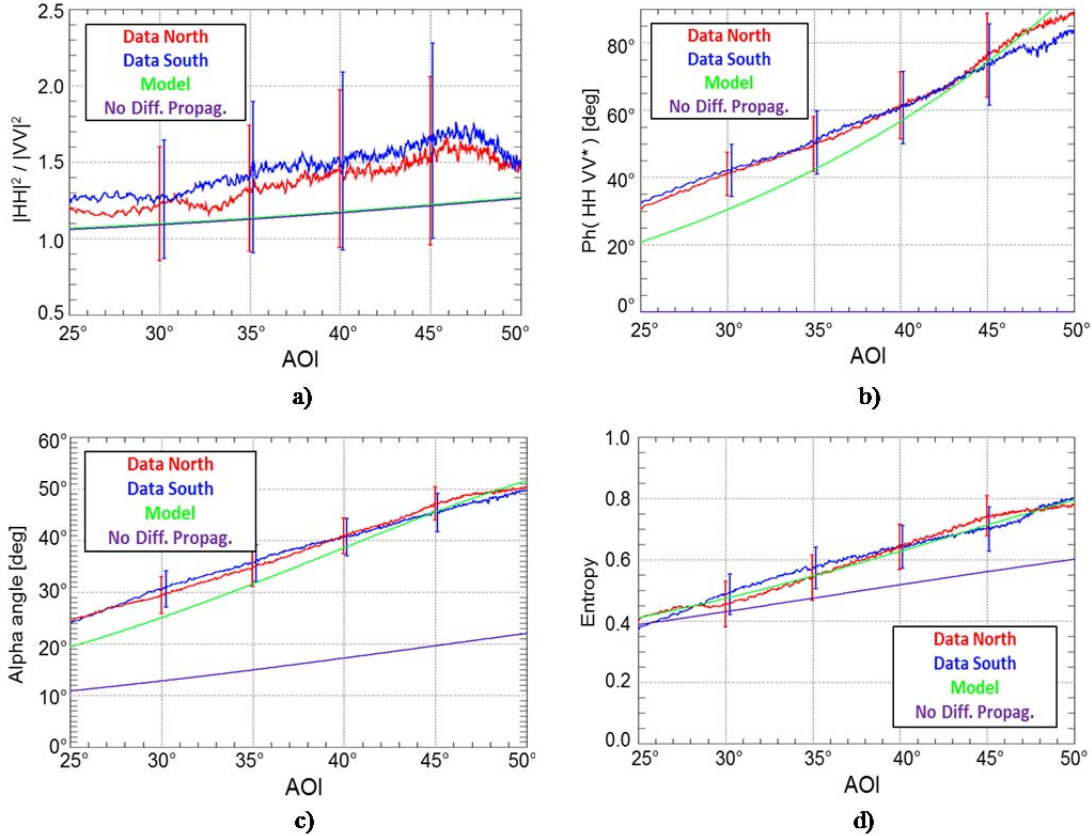 2.5
2.0
1.5
1.0
0.5
|HH|² / |VV|²
Data North
Data South
Model
No Diff. Propag.
25° 30° 35° 40° 45° 50°
AOI
a)
80°
60°
40°
20°
0°
Ph( HH VV* ) [deg]
Data North
Data South
Model
No Diff. Propag.
25° 30° 35° 40° 45° 50°
AOI
b)
60°
50°
40°
30°
20°
10°
0°
Alpha angle [deg]
Data North
Data South
Model
No Diff. Propag.
25° 30° 35° 40° 45° 50°
AOI
c)
1.0
0.8
0.6
0.4
0.2
0.0
Entropy
Data North
Data South
Model
No Diff. Propag.
25° 30° 35° 40° 45° 50°
AOI
d)